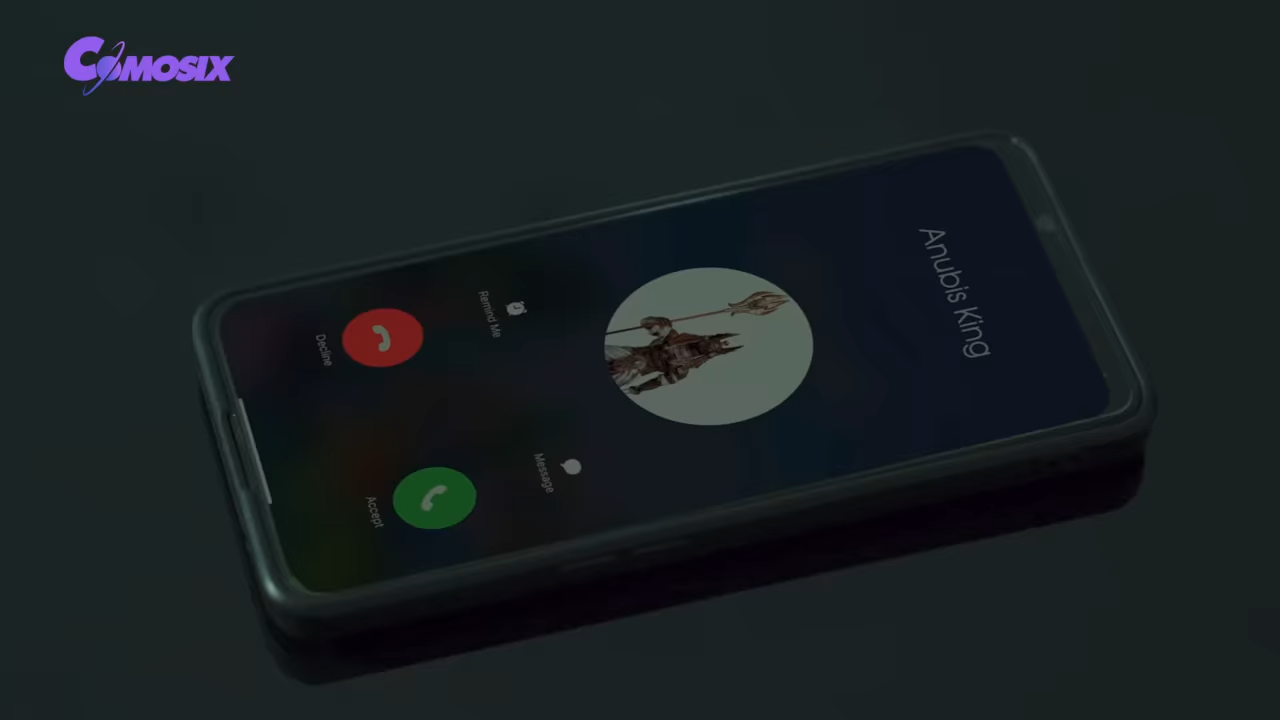 COMOSIX
Anubis King
Remind Me
Message
Decline
Accept